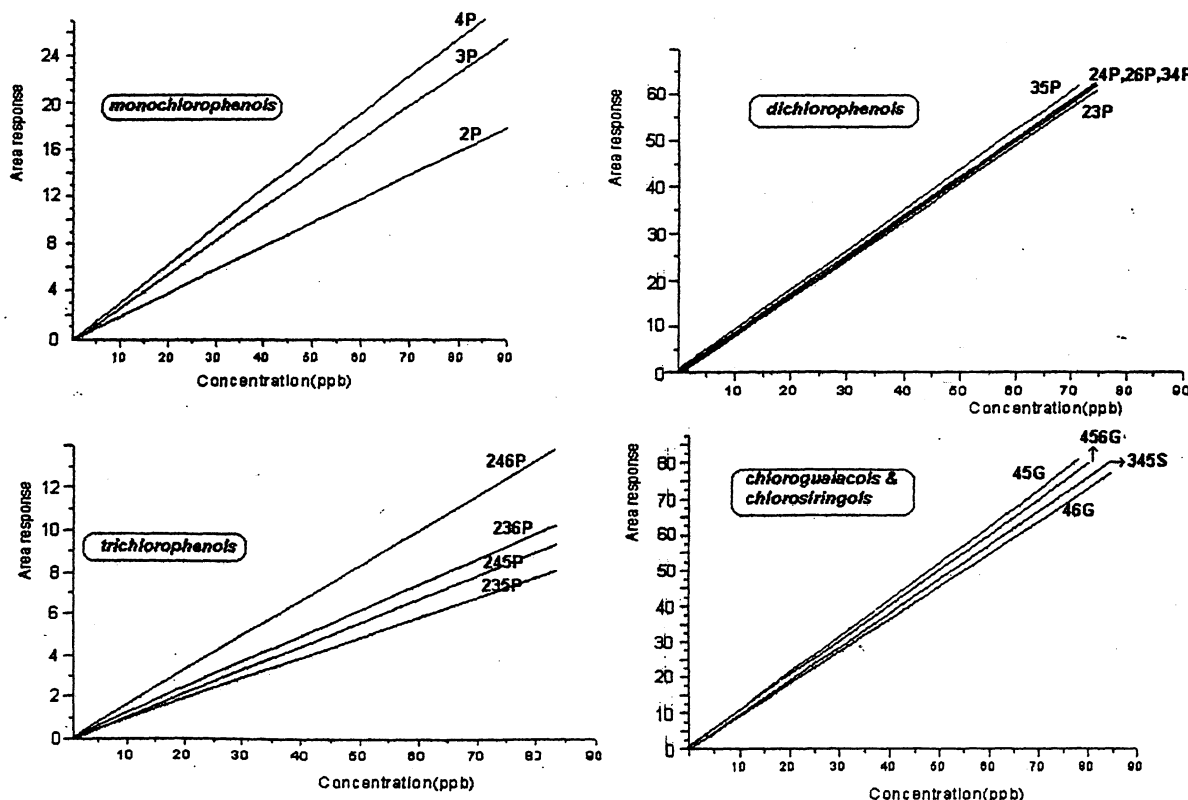 4P
3P
2P
monochlorophenols
Area response
24
20
16
12
8
4
0
10 20 30 40 50 60 70 80 90
Concentration(ppb)
35P
24P,26P,34P
23P
dichlorophenols
Area response
60
50
40
30
20
10
0
10 20 30 40 50 60 70 80 90
Concentration(ppb)
246P
236P
245P
235P
trichlorophenols
Area response
14
12
10
8
6
4
2
0
10 20 30 40 50 60 70 80 90
Concentration(ppb)
456G
45G
345S
46G
chloroguaiacols &
chlorosiringols
Area response
80
70
60
50
40
30
20
10
0
10 20 30 40 50 60 70 80 90
Concentration(ppb)